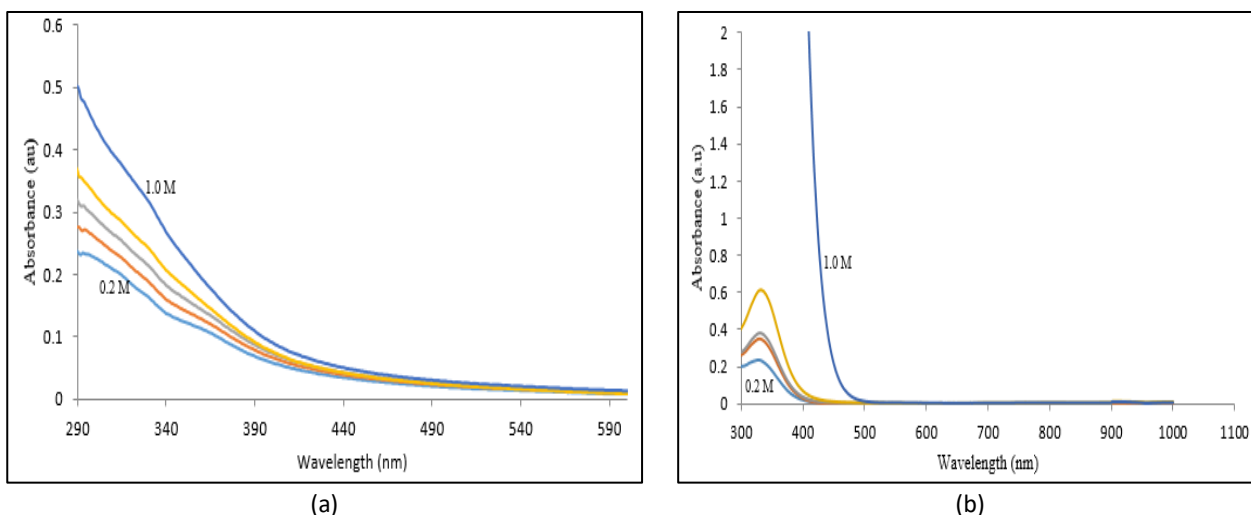 0.6
0.5
0.4
0.3
0.2
0.1
0
Absorbance (au)
1.0 M
0.2 M
290 340 390 440 490 540 590
Wavelength (nm)
(a)
2
1.8
1.6
1.4
1.2
1
0.8
0.6
0.4
0.2
0
Absorbance (a.u)
1.0 M
0.2 M
300 400 500 600 700 800 900 1000 1100
Wavelength (nm)
(b)